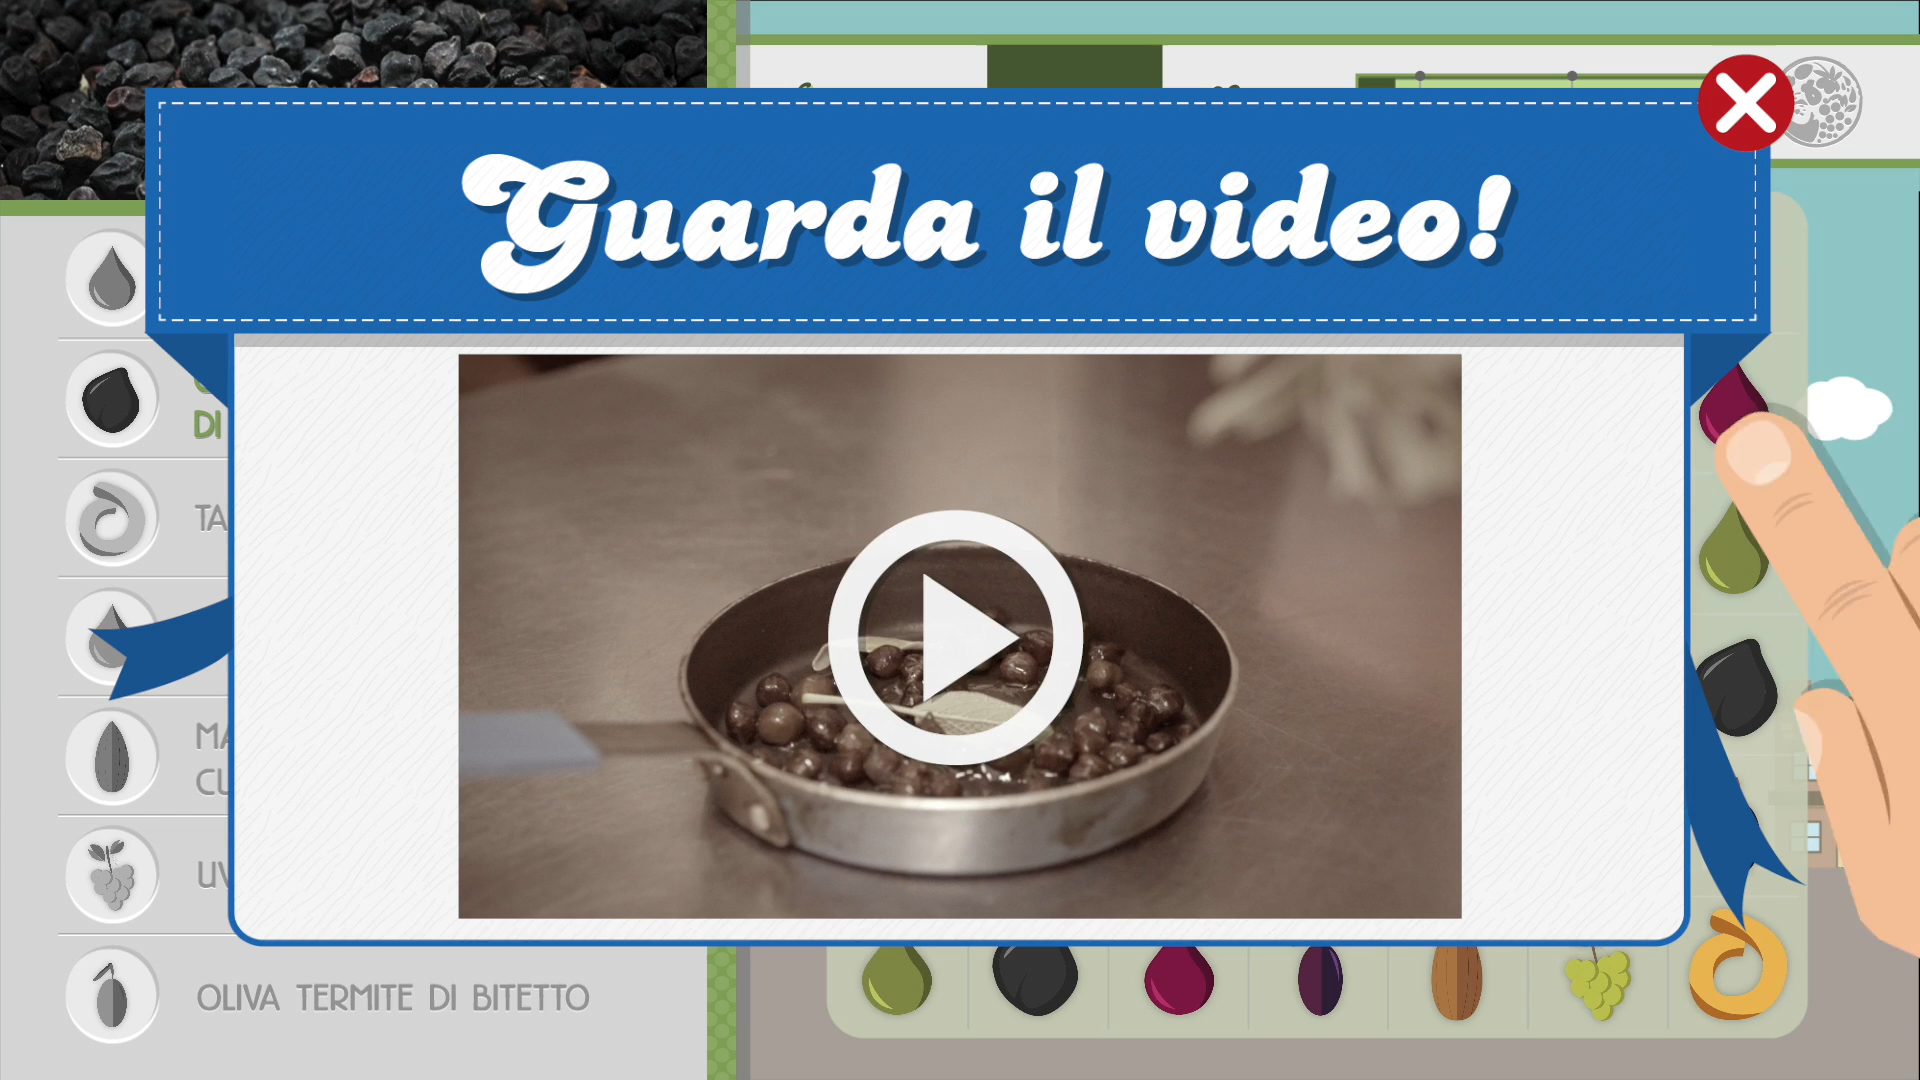 Guarda il video!
DI
TA
MA
CU
UV
OLIVA TERMITE DI BITETTO